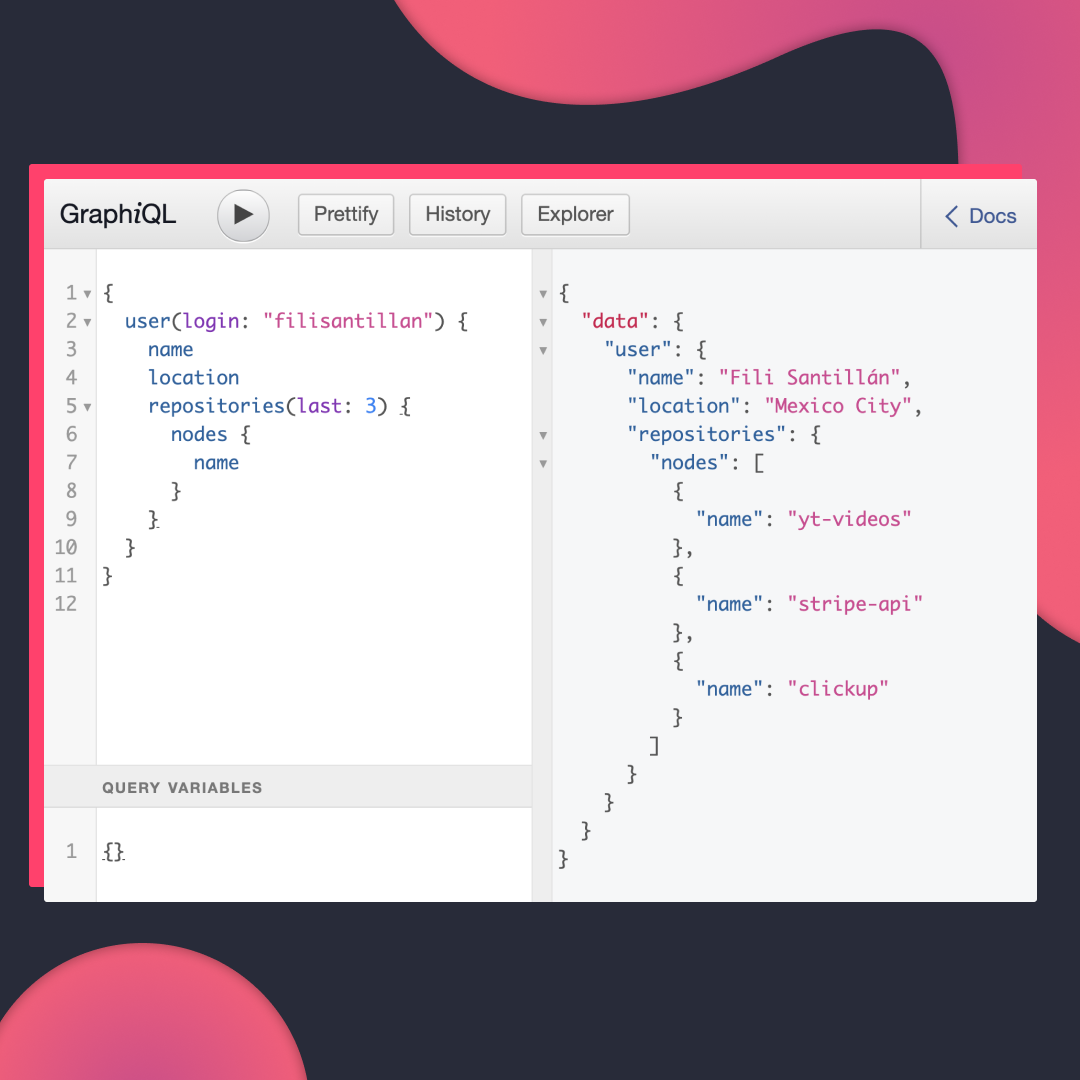 GraphiQL
Prettify
History
Explorer
Docs
1 {
2 user(login: "filisantillan") {
3 name
4 location
5 repositories(last: 3) {
6 nodes {
7 name
8 }
9 }
10 }
11 }
12
QUERY VARIABLES
1 {}
{
"data": {
"user": {
"name": "Fili Santillán",
"location": "Mexico City",
"repositories": {
"nodes": [
{
"name": "yt-videos"
},
{
"name": "stripe-api"
},
{
"name": "clickup"
}
]
}
}
}
}